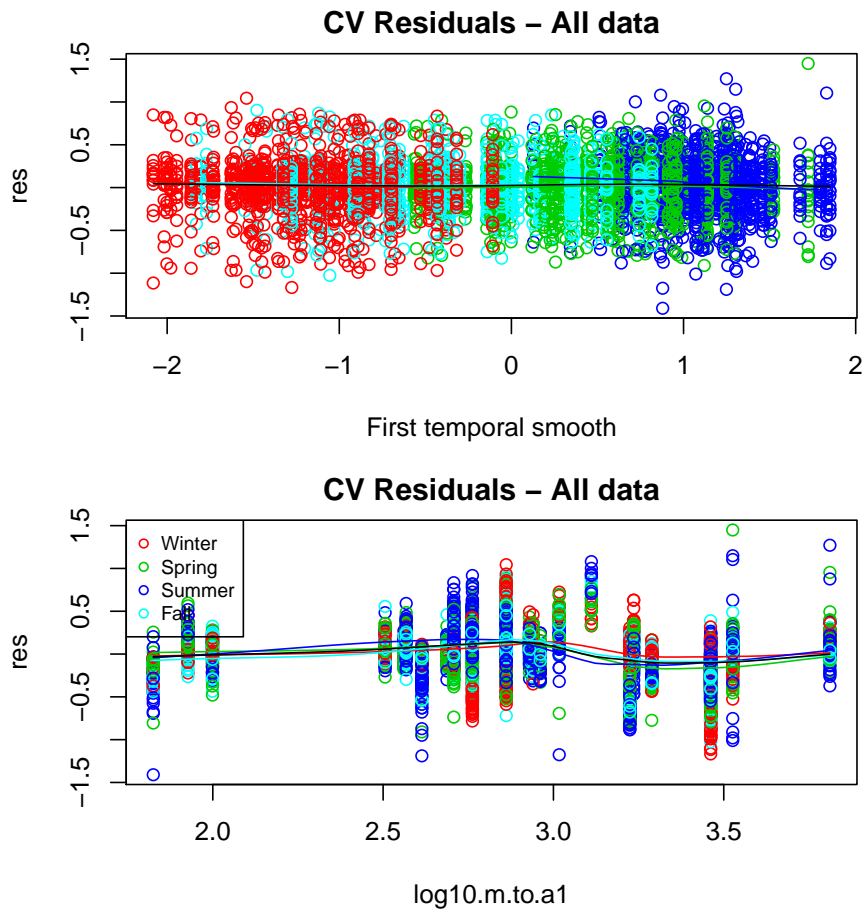 CV Residuals – All data
1.5
0.5
−0.5
−1.5
res
−2 −1 0 1 2
First temporal smooth
CV Residuals – All data
1.5
0.5
−0.5
−1.5
res
Winter
Spring
Summer
Fall
2.0 2.5 3.0 3.5
log10.m.to.a1